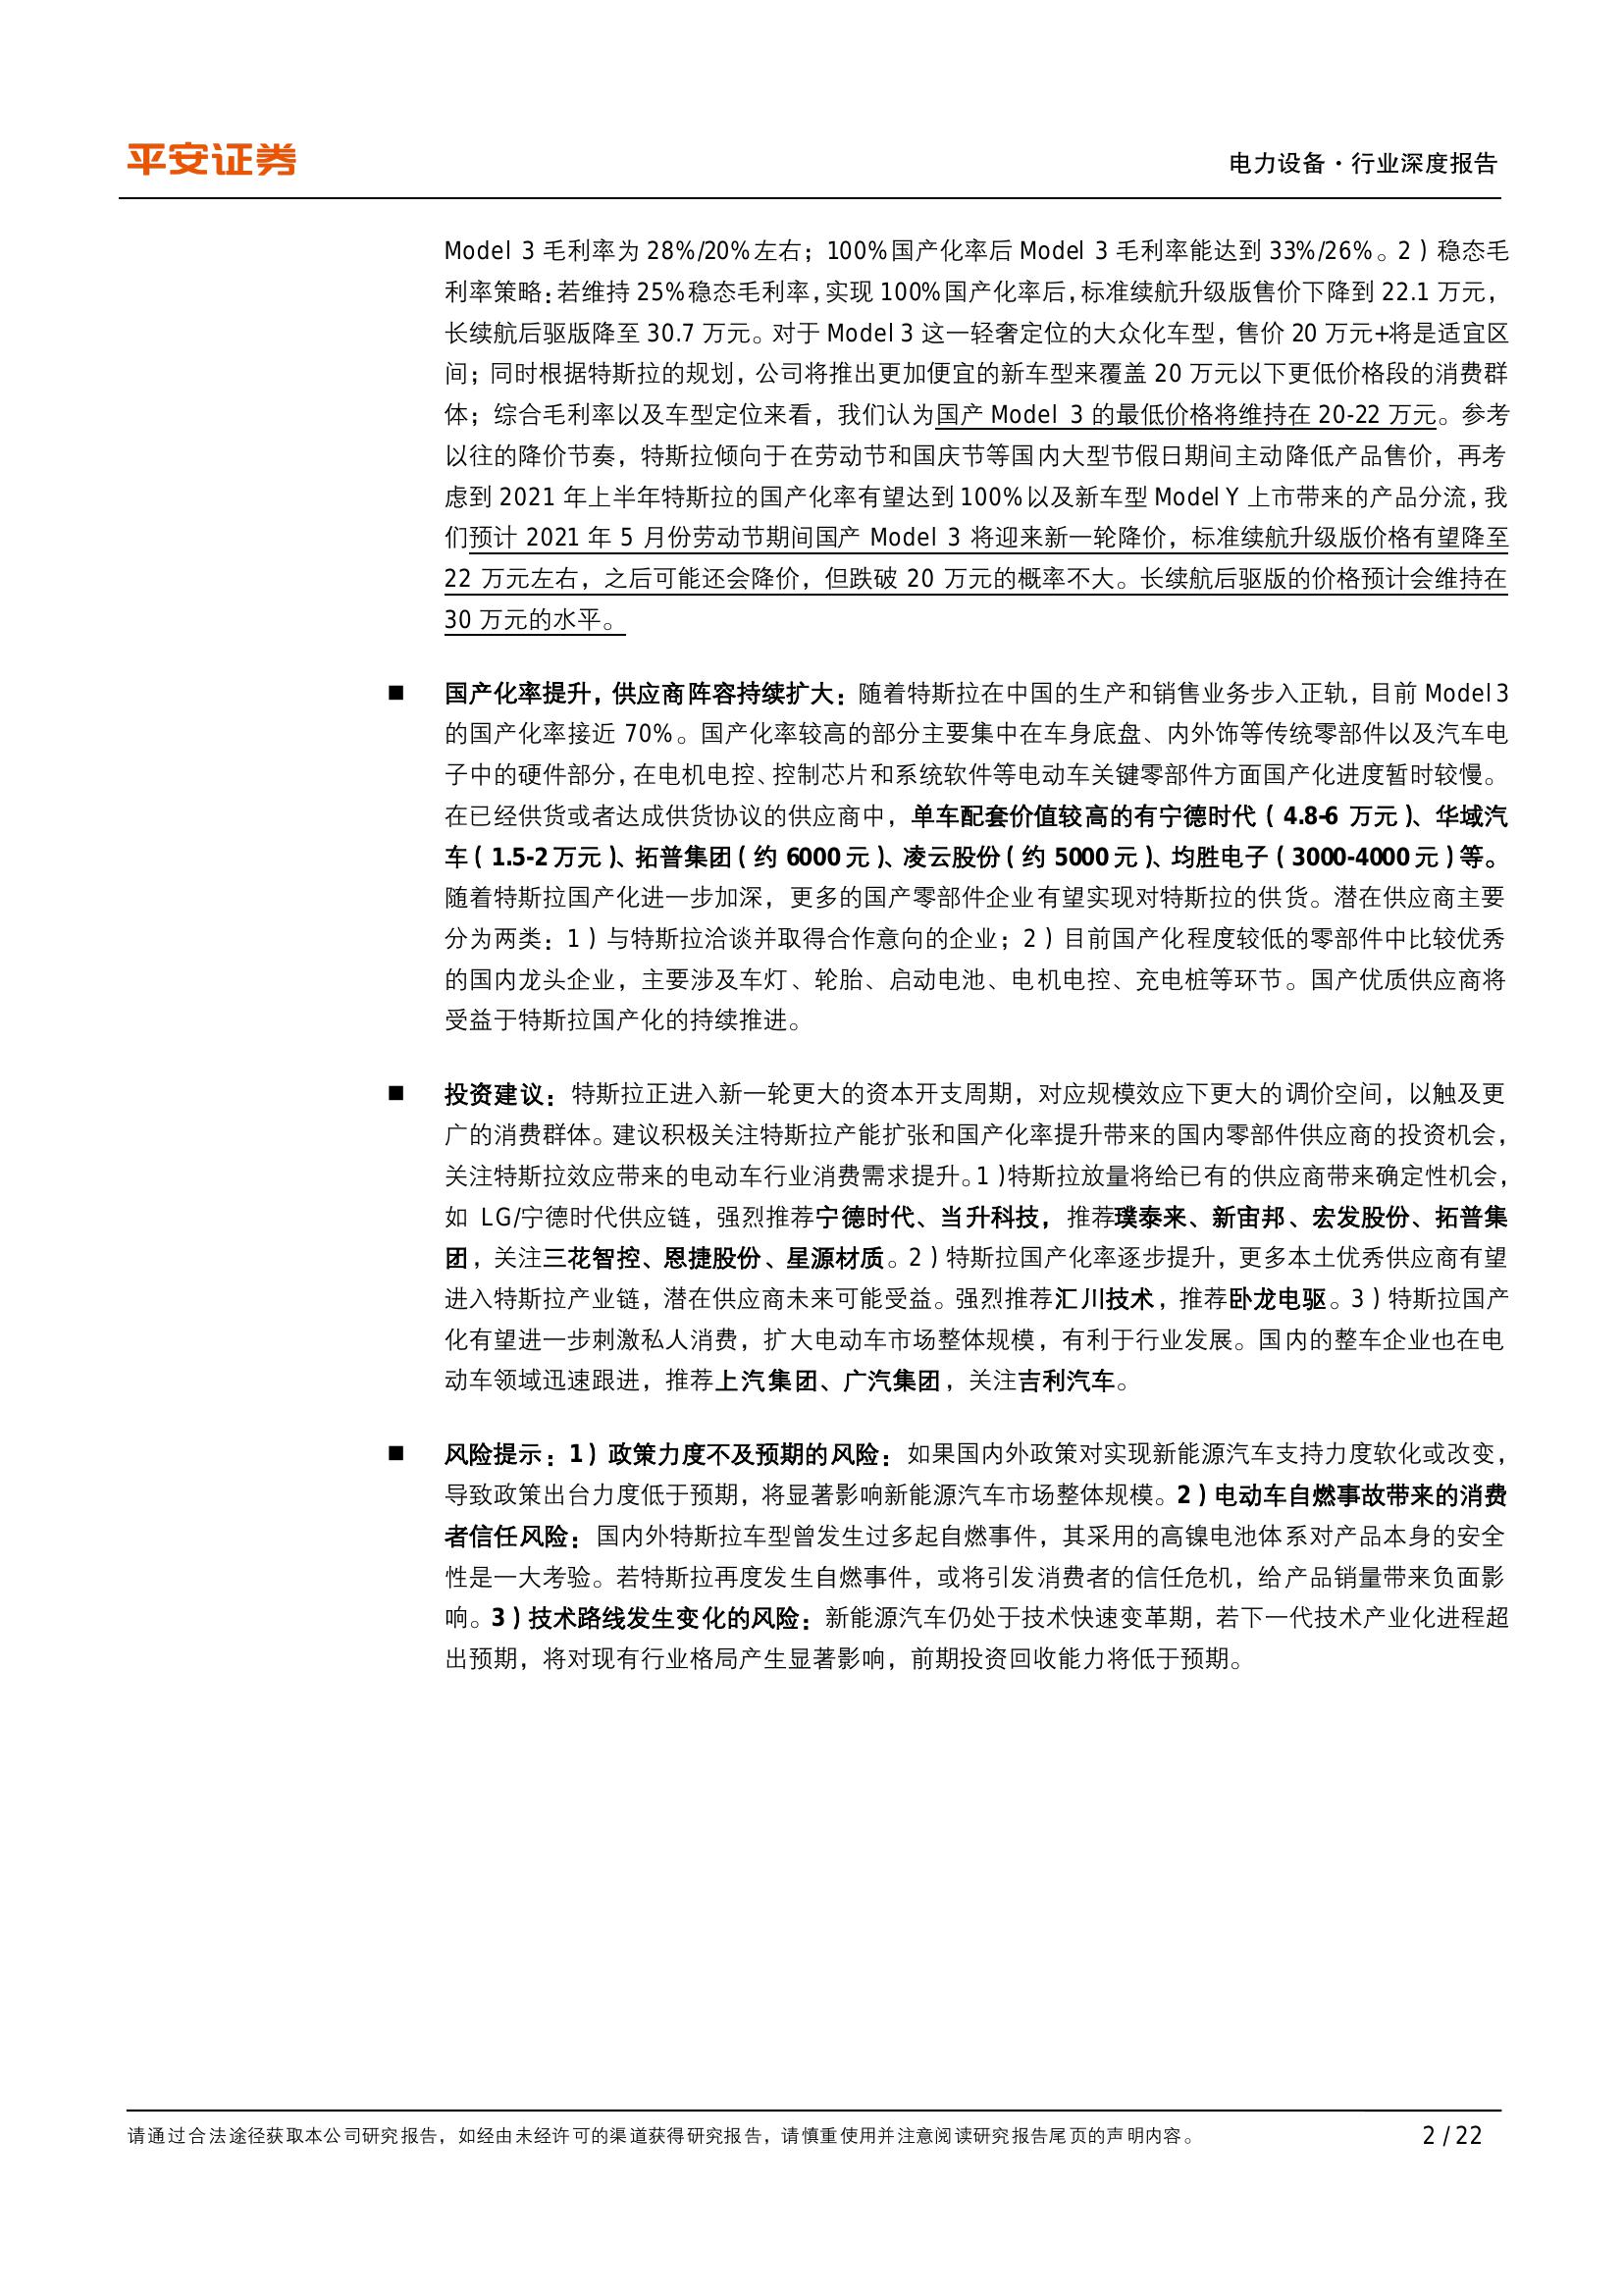 平安证券
电力设备·行业深度报告
Model 3 毛利率为 28%/20%左右；100%国产化率后 Model 3 毛利率能达到 33%/26%。2）稳态毛
利率策略：若维持 25%稳态毛利率，实现 100%国产化率后，标准续航升级版售价下降到 22.1 万元，
长续航后驱版降至 30.7 万元。对于 Model 3 这一轻奢定位的大众化车型，售价 20 万元+将是适宜区
间；同时根据特斯拉的规划，公司将推出更加便宜的新车型来覆盖 20 万元以下更低价格段的消费群
体；综合毛利率以及车型定位来看，我们认为国产 Model 3 的最低价格将维持在 20-22 万元。参考
以往的降价节奏，特斯拉倾向于在劳动节和国庆节等国内大型节假日期间主动降低产品售价，再考
虑到 2021 年上半年特斯拉的国产化率有望达到 100%以及新车型 Model Y 上市带来的产品分流，我
们预计 2021 年 5 月份劳动节期间国产 Model 3 将迎来新一轮降价，标准续航升级版价格有望降至
22 万元左右，之后可能还会降价，但跌破 20 万元的概率不大。长续航后驱版的价格预计会维持在
30 万元的水平。
■ 国产化率提升，供应商阵容持续扩大：随着特斯拉在中国的生产和销售业务步入正轨，目前 Model 3
的国产化率接近 70%。国产化率较高的部分主要集中在车身底盘、内外饰等传统零部件以及汽车电
子中的硬件部分，在电机电控、控制芯片和系统软件等电动车关键零部件方面国产化进度暂时较慢。
在已经供货或者达成供货协议的供应商中，单车配套价值较高的有宁德时代（4.8-6 万元）、华域汽
车（1.5-2 万元）、拓普集团（约 6000 元）、凌云股份（约 5000 元）、均胜电子（3000-4000 元）等。
随着特斯拉国产化进一步加深，更多的国产零部件企业有望实现对特斯拉的供货。潜在供应商主要
分为两类：1）与特斯拉洽谈并取得合作意向的企业；2）目前国产化程度较低的零部件中比较优秀
的国内龙头企业，主要涉及车灯、轮胎、启动电池、电机电控、充电桩等环节。国产优质供应商将
受益于特斯拉国产化的持续推进。
■ 投资建议：特斯拉正进入新一轮更大的资本开支周期，对应规模效应下更大的调价空间，以触及更
广的消费群体。建议积极关注特斯拉产能扩张和国产化率提升带来的国内零部件供应商的投资机会，
关注特斯拉效应带来的电动车行业消费需求提升。1）特斯拉放量将给已有的供应商带来确定性机会，
如 LG/宁德时代供应链，强烈推荐宁德时代、当升科技，推荐璞泰来、新宙邦、宏发股份、拓普集
团，关注三花智控、恩捷股份、星源材质。2）特斯拉国产化率逐步提升，更多本土优秀供应商有望
进入特斯拉产业链，潜在供应商未来可能受益。强烈推荐汇川技术，推荐卧龙电驱。3）特斯拉国产
化有望进一步刺激私人消费，扩大电动车市场整体规模，有利于行业发展。国内的整车企业也在电
动车领域迅速跟进，推荐上汽集团、广汽集团，关注吉利汽车。
■ 风险提示：1）政策力度不及预期的风险：如果国内外政策对实现新能源汽车支持力度软化或改变，
导致政策出台力度低于预期，将显著影响新能源汽车市场整体规模。2）电动车自燃事故带来的消费
者信任风险：国内外特斯拉车型曾发生过多起自燃事件，其采用的高镍电池体系对产品本身的安全
性是一大考验。若特斯拉再度发生自燃事件，或将引发消费者的信任危机，给产品销量带来负面影
响。3）技术路线发生变化的风险：新能源汽车仍处于技术快速变革期，若下一代技术产业化进程超
出预期，将对现有行业格局产生显著影响，前期投资回收能力将低于预期。
请通过合法途径获取本公司研究报告，如经由未经许可的渠道获得研究报告，请慎重使用并注意阅读研究报告尾页的声明内容。
2 / 22